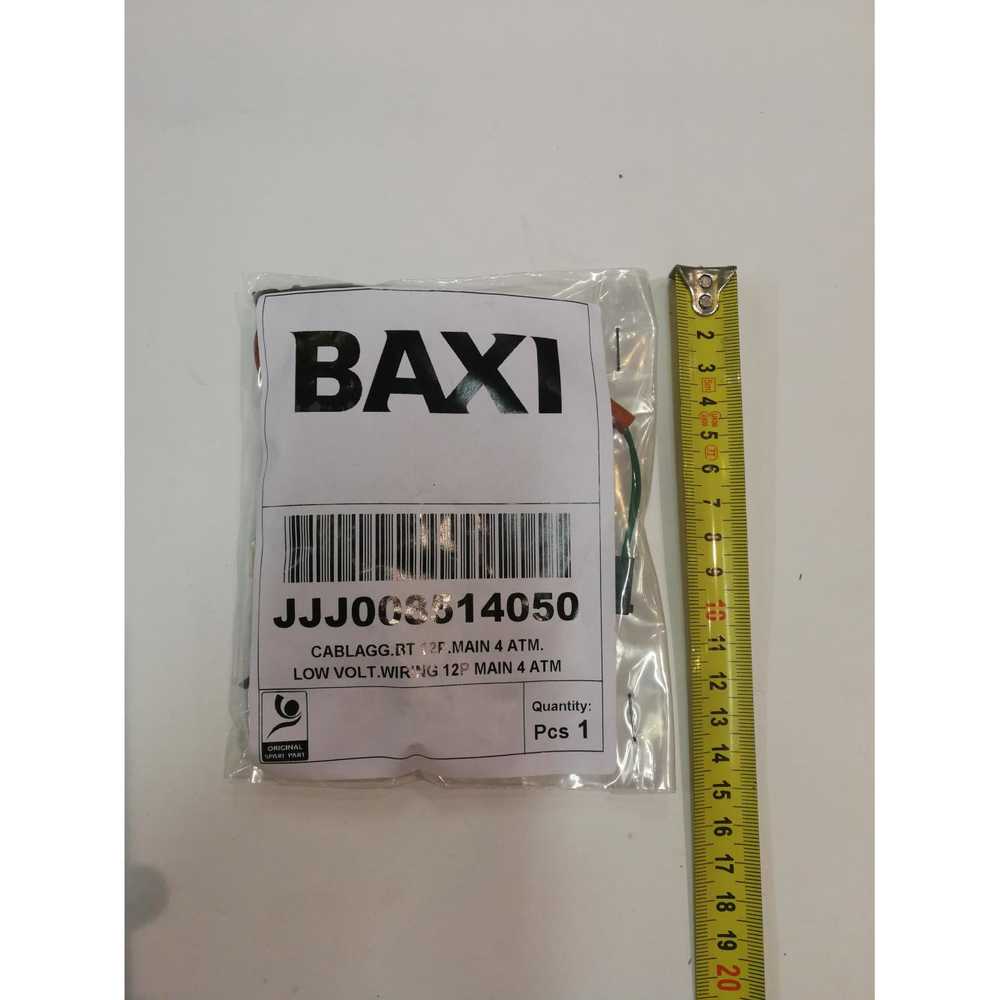 BAXI
JJJ008514050
CABLAGG.BT 12P.MAIN 4 ATM.
LOW VOLT.WIRING 12P MAIN 4 ATM
ORIGINAL
SPARE PART
Quantity:
Pcs 1
2
3
4
5
6
7
8
9
10
11
12
13
14
15
16
17
18
19
20